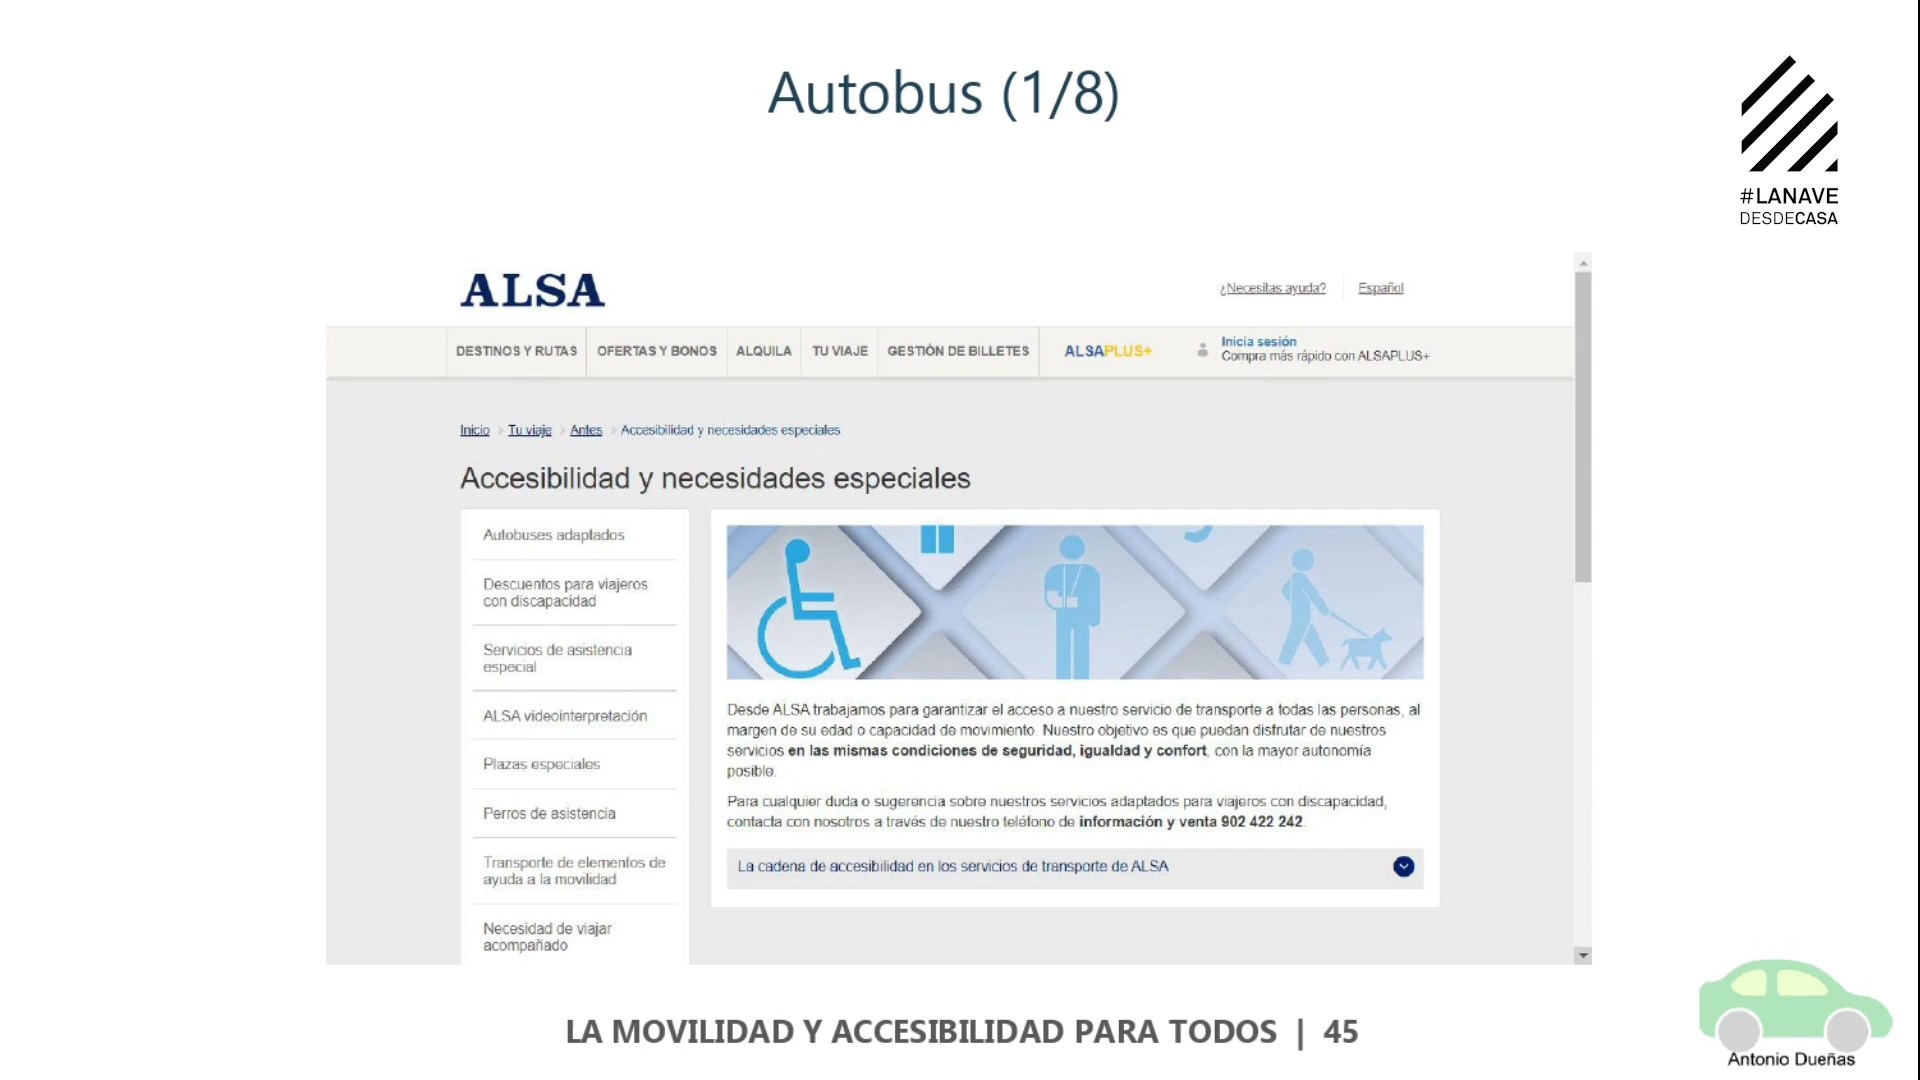 Autobus (1/8)
#LANAVE
DESDECASA
ALSA
¿Necesitas ayuda?
Español
DESTINOS Y RUTAS
OFERTAS Y BONOS
ALQUILA
TU VIAJE
GESTIÓN DE BILLETES
ALSAPLUS+
Inicia sesión
Compra más rápido con ALSAPLUS+
Inicio > Tu viaje > Antes > Accesibilidad y necesidades especiales
Accesibilidad y necesidades especiales
Autobuses adaptados
Descuentos para viajeros
con discapacidad
Servicios de asistencia
especial
ALSA videointerpretación
Plazas especiales
Perros de asistencia
Transporte de elementos de
ayuda a la movilidad
Necesidad de viajar
acompañado
Desde ALSA trabajamos para garantizar el acceso a nuestro servicio de transporte a todas las personas, al
margen de su edad o capacidad de movimiento. Nuestro objetivo es que puedan disfrutar de nuestros
servicios en las mismas condiciones de seguridad, igualdad y confort, con la mayor autonomía
posible.
Para cualquier duda o sugerencia sobre nuestros servicios adaptados para viajeros con discapacidad,
contacta con nosotros a través de nuestro teléfono de información y venta 902 422 242.
La cadena de accesibilidad en los servicios de transporte de ALSA
LA MOVILIDAD Y ACCESIBILIDAD PARA TODOS | 45
Antonio Dueñas